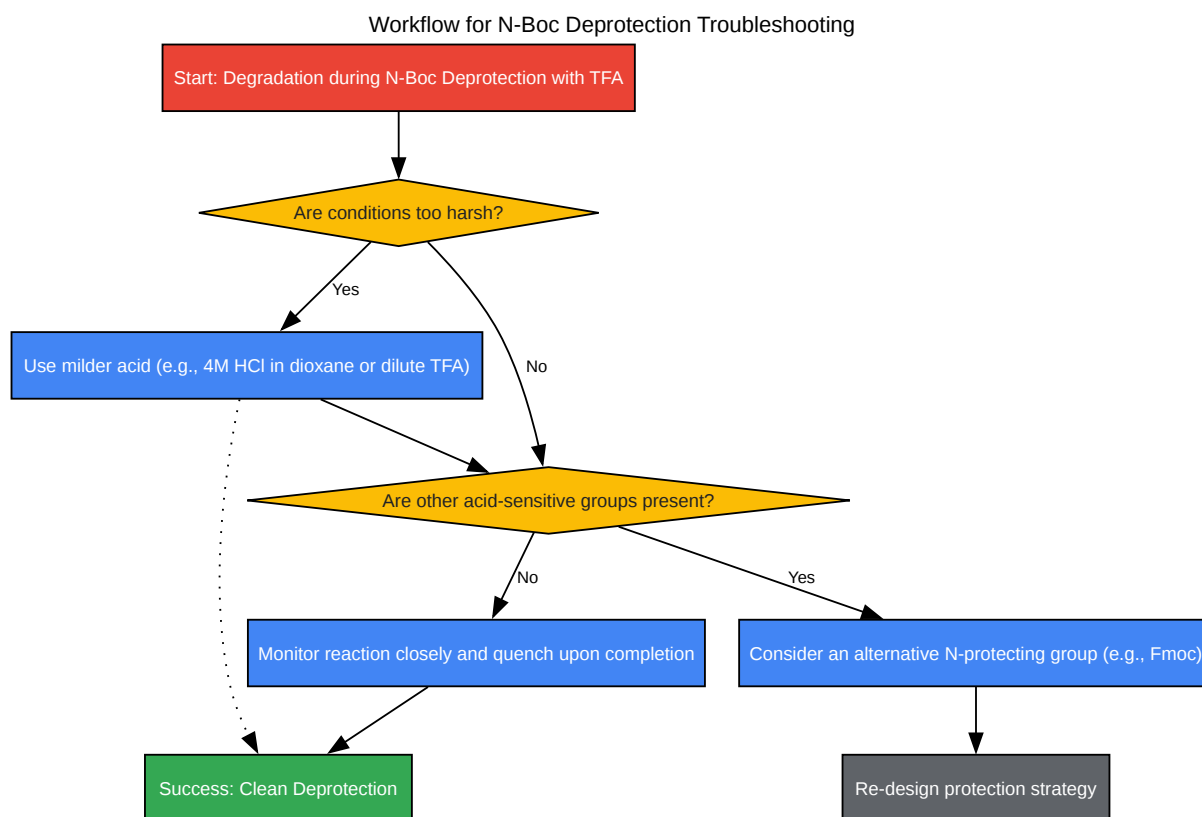 Workflow for N-Boc Deprotection Troubleshooting
Start: Degradation during N-Boc Deprotection with TFA
Are conditions too harsh?
Yes
Use milder acid (e.g., 4M HCl in dioxane or dilute TFA)
No
Are other acid-sensitive groups present?
No
Yes
Monitor reaction closely and quench upon completion
Consider an alternative N-protecting group (e.g., Fmoc)
Success: Clean Deprotection
Re-design protection strategy